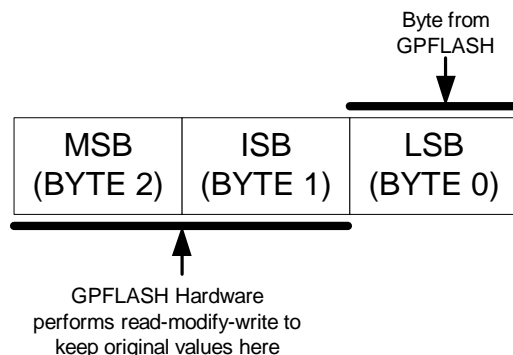 Byte from
GPFLASH
MSB
(BYTE 2)
ISB
(BYTE 1)
LSB
(BYTE 0)
GPFLASH Hardware
performs read-modify-write to
keep original values here